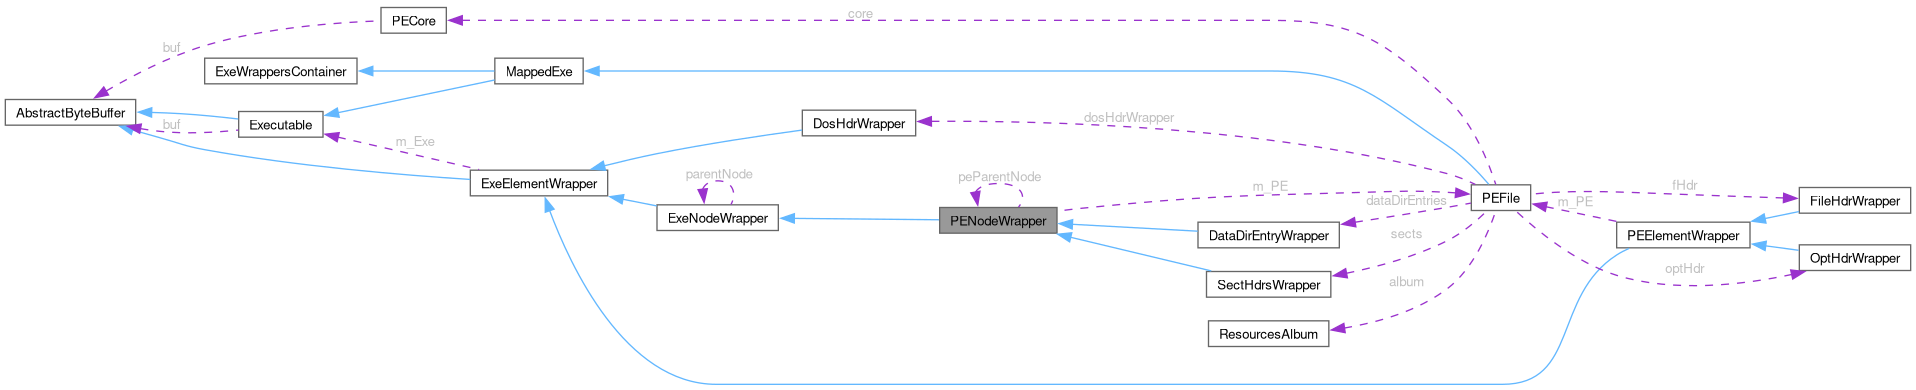 PECore
core
buf
ExeWrappersContainer
MappedExe
AbstractByteBuffer
Executable
buf
m_Exe
DosHdrWrapper
dosHdrWrapper
ExeElementWrapper
parentNode
ExeNodeWrapper
peParentNode
PENodeWrapper
m_PE
PEFile
dataDirEntries
DataDirEntryWrapper
sects
SectHdrsWrapper
album
ResourcesAlbum
fHdr
m_PE
FileHdrWrapper
PEElementWrapper
OptHdrWrapper
optHdr